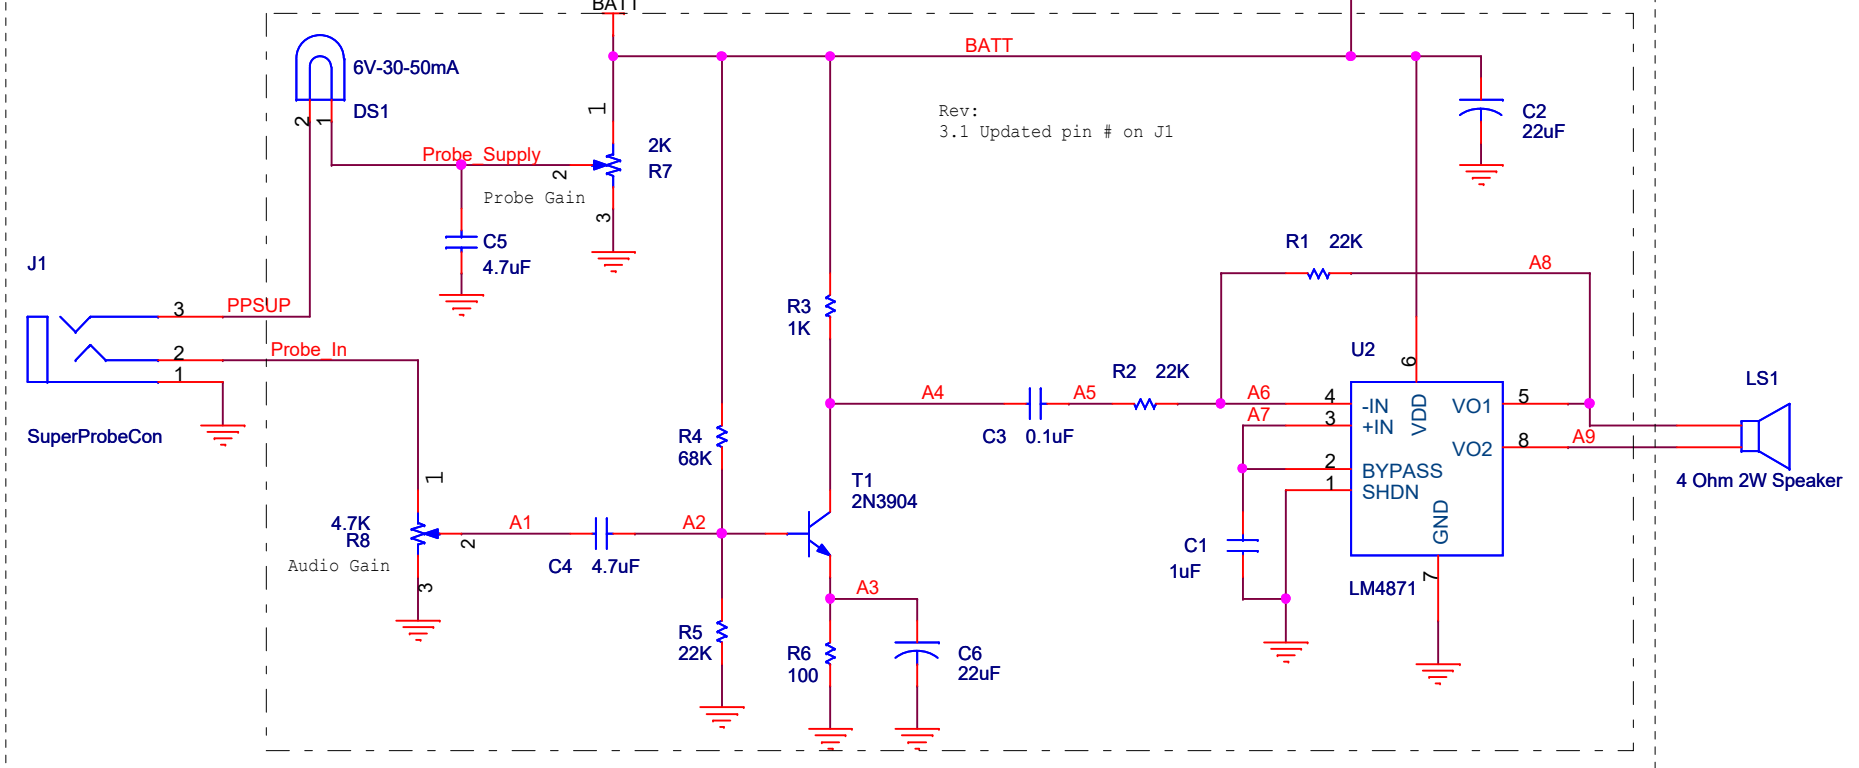 BATT
BATT
6V-30-50mA
DS1
2
1
1
Rev:
3.1 Updated pin # on J1
C2
22uF
Probe_Supply
2
2K
R7
Probe Gain
3
C5
4.7uF
R1 22K
A8
J1
3
PPSUP
R3
1K
2
Probe_In
1
U2
6
R2 22K
LS1
A4
A5
A6
4
-IN
VDD
VO1
5
A7
3
+IN
C3 0.1uF
SuperProbeCon
R4
68K
VO2
8
A9
2
BYPASS
1
SHDN
1
T1
2N3904
4 Ohm 2W Speaker
GND
4.7K
R8
A1
A2
2
Audio Gain
C4 4.7uF
C1
1uF
3
A3
7
LM4871
R5
22K
R6
100
C6
22uF